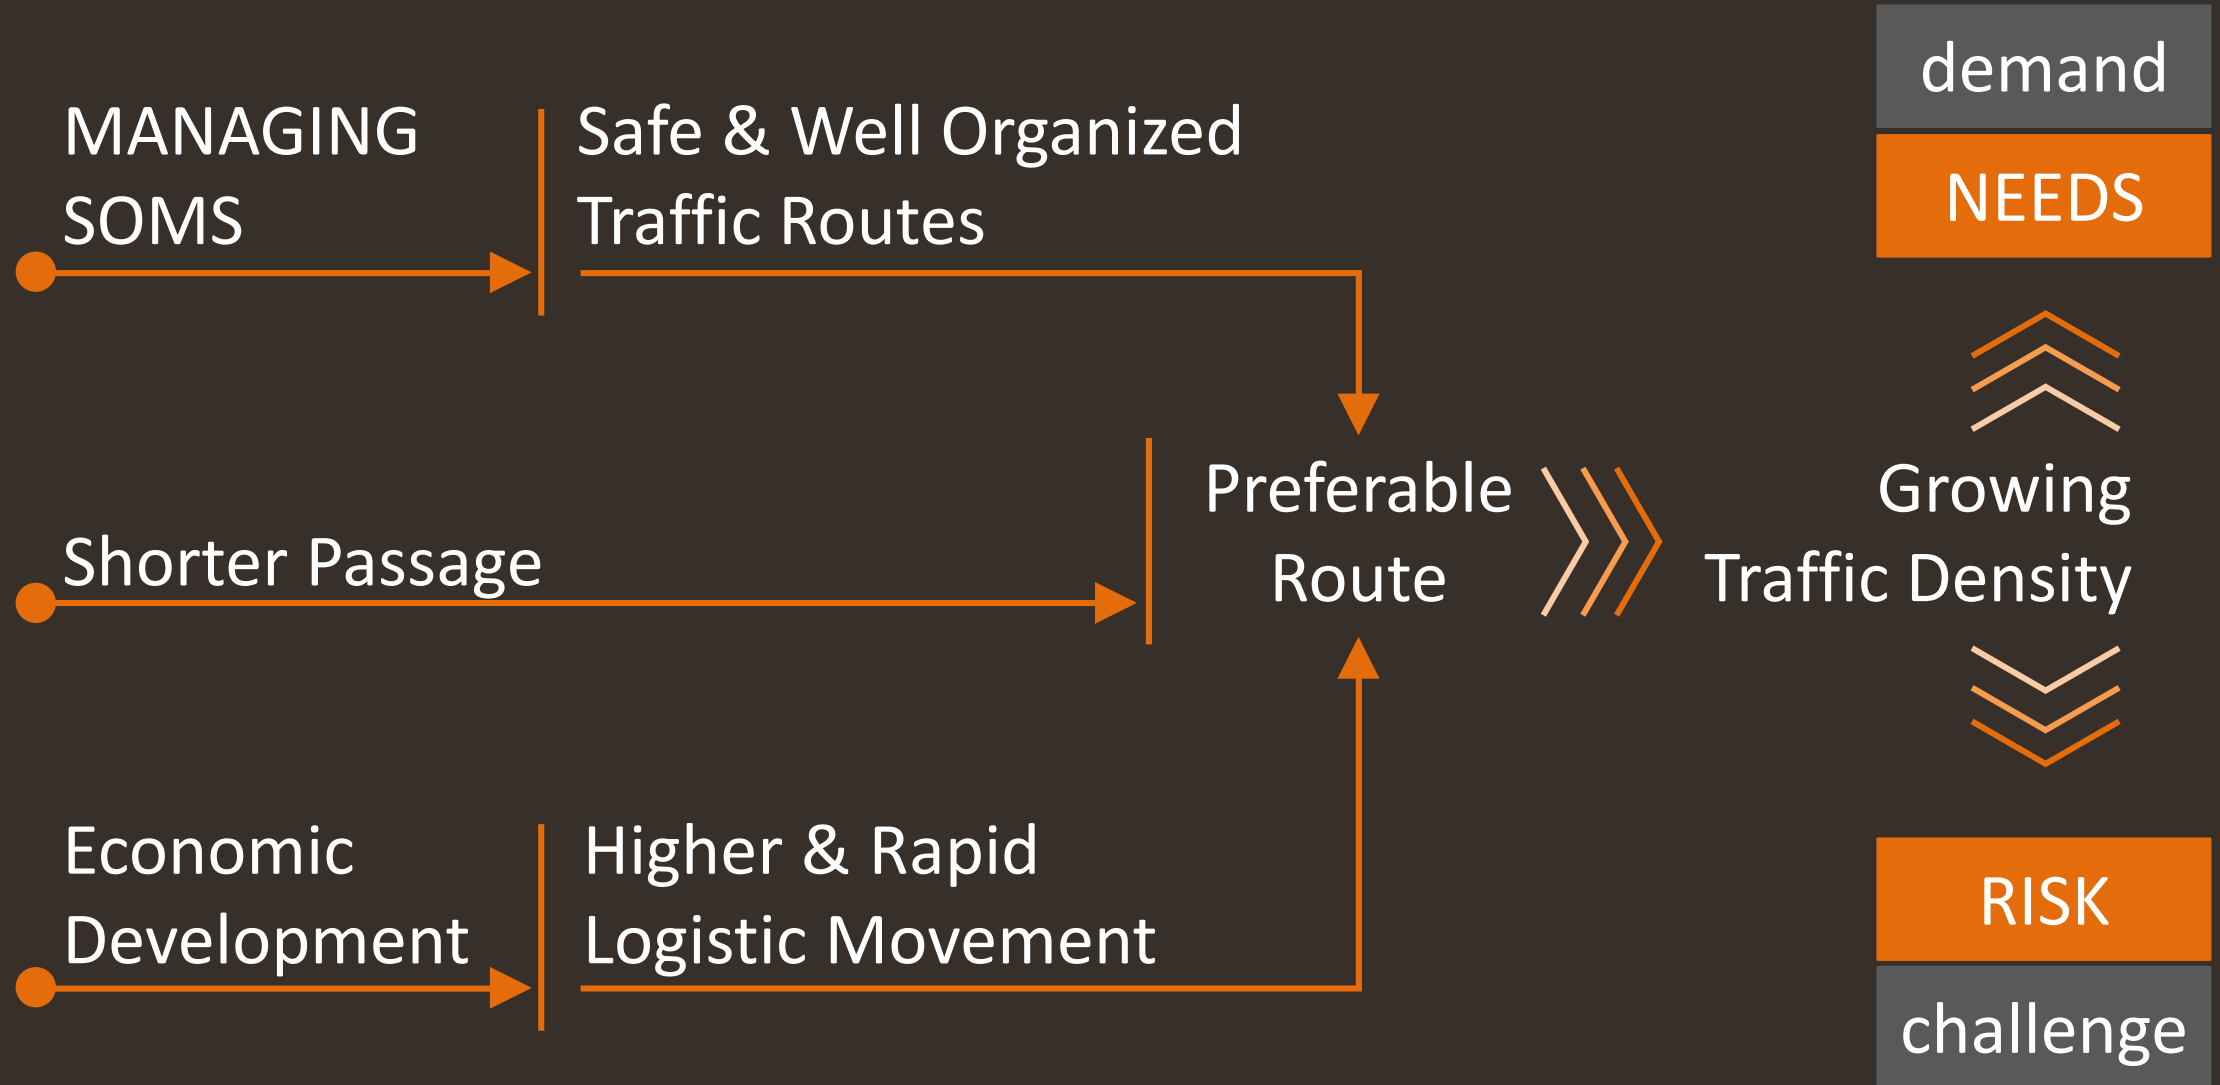 MANAGING
SOMS
Safe & Well Organized
Traffic Routes
Shorter Passage
Economic
Development
Higher & Rapid
Logistic Movement
Preferable
Route
Growing
Traffic Density
demand
NEEDS
RISK
challenge